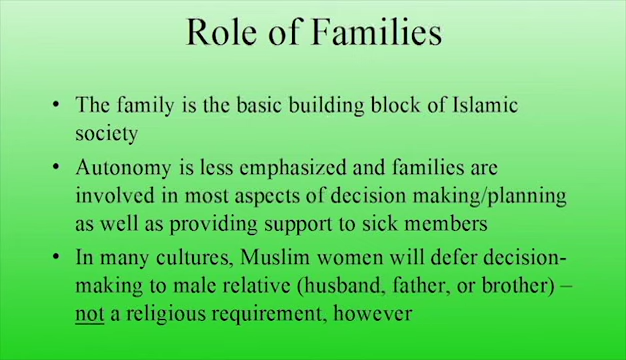 Role of Families
• The family is the basic building block of Islamic
society
• Autonomy is less emphasized and families are
involved in most aspects of decision making/planning
as well as providing support to sick members
• In many cultures, Muslim women will defer decision-
making to male relative (husband, father, or brother) –
not a religious requirement, however